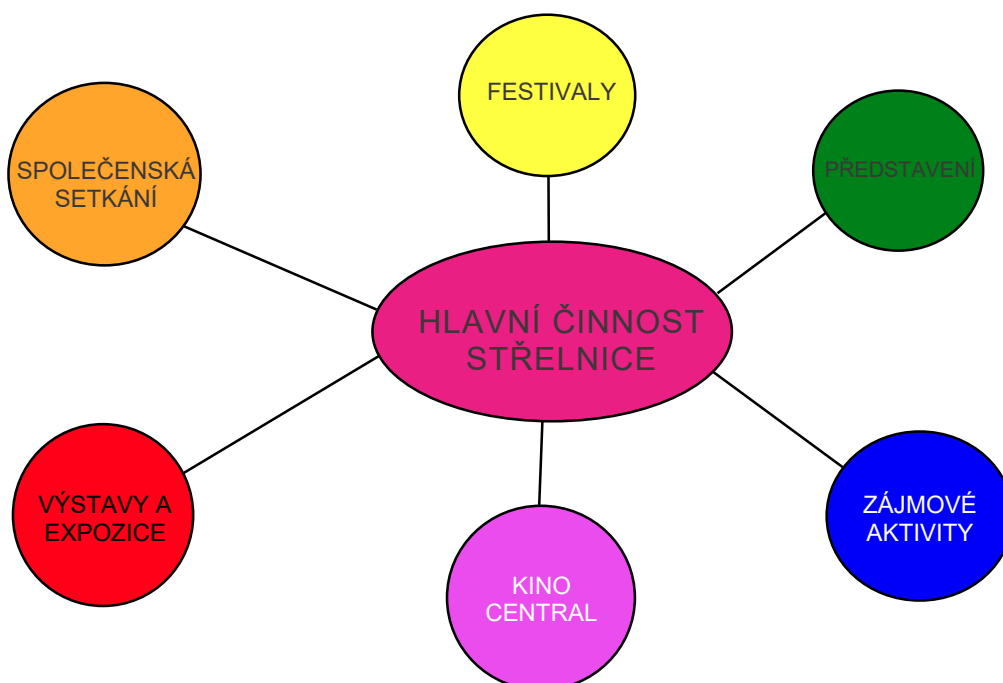 FESTIVALY
SPOLEČENSKÁ
SETKÁNÍ
PŘEDSTAVENÍ
HLAVNÍ ČINNOST
STŘELNICE
VÝSTAVY A
EXPOZICE
ZÁJMOVÉ
AKTIVITY
KINO
CENTRAL